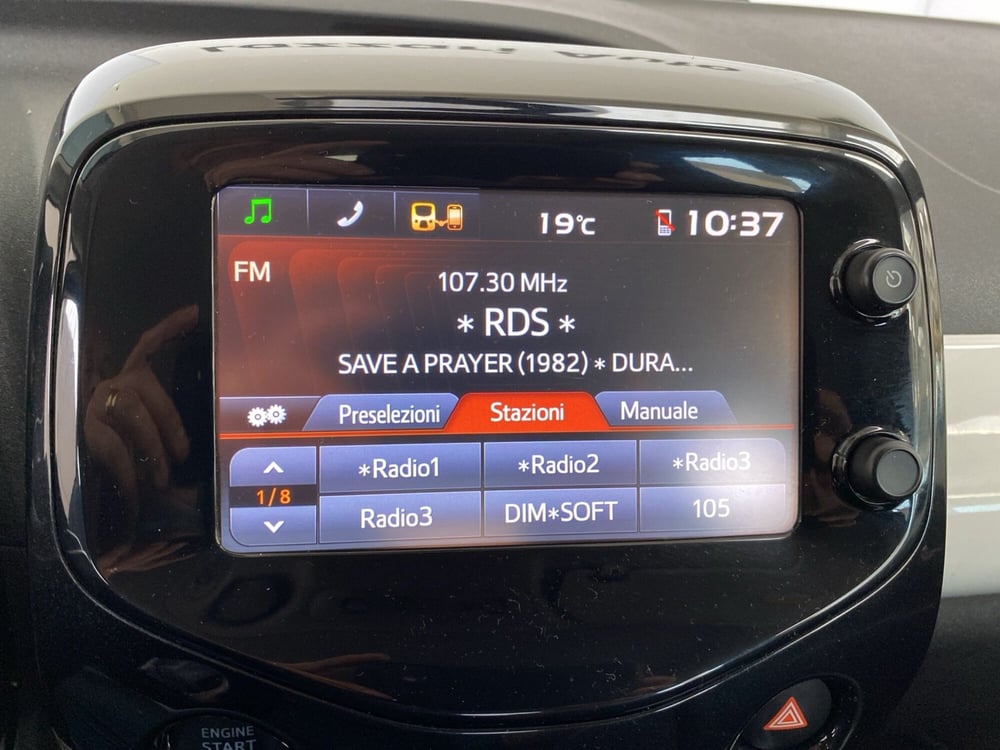 19°C 10:37
FM
107.30 MHz
* RDS *
SAVE A PRAYER (1982) * DURA...
Preselezioni Stazioni Manuale
*Radio1 *Radio2 *Radio3
1/8
Radio3 DIM*SOFT 105
ENGINE
START